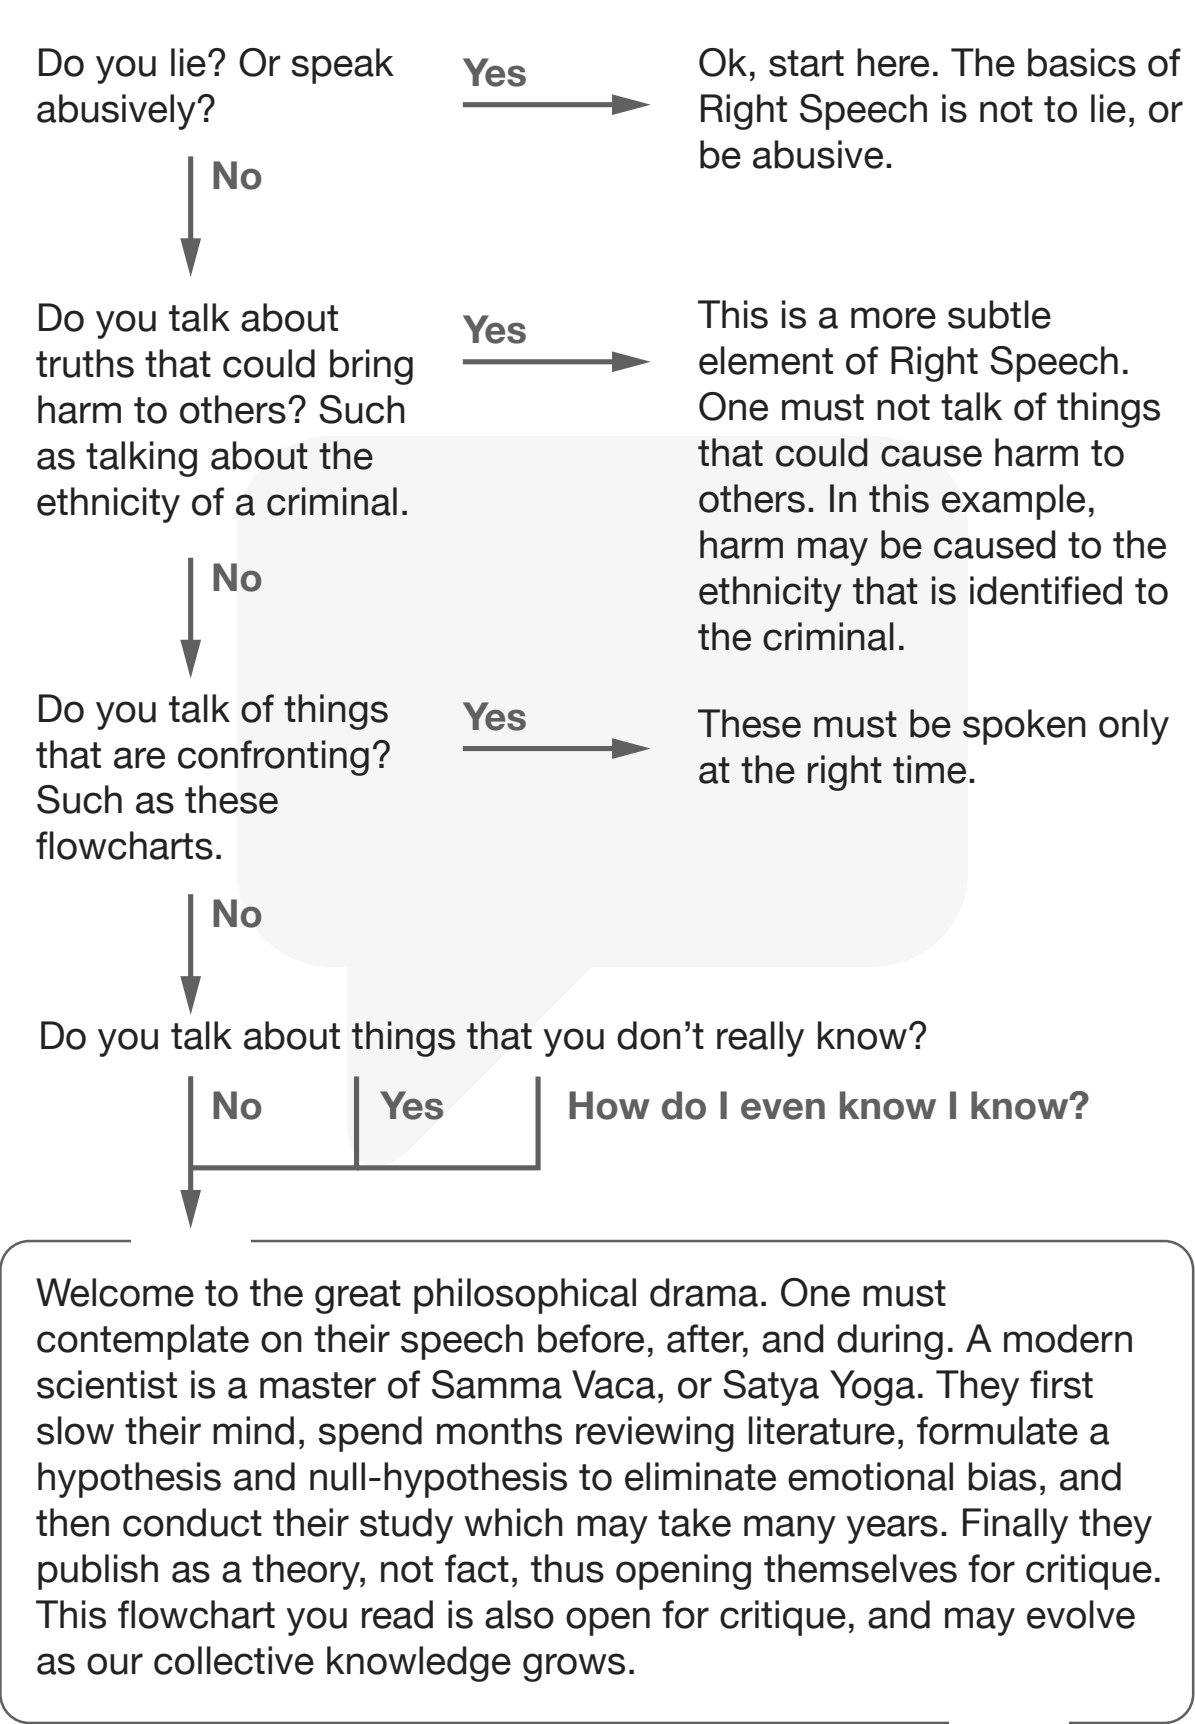 Do you lie? Or speak
abusively?
Yes
Ok, start here. The basics of
Right Speech is not to lie, or
be abusive.
No
Do you talk about
truths that could bring
harm to others? Such
as talking about the
ethnicity of a criminal.
Yes
This is a more subtle
element of Right Speech.
One must not talk of things
that could cause harm to
others. In this example,
harm may be caused to the
ethnicity that is identified to
the criminal.
No
Do you talk of things
that are confronting?
Such as these
flowcharts.
Yes
These must be spoken only
at the right time.
No
Do you talk about things that you don’t really know?
No
Yes
How do I even know I know?
Welcome to the great philosophical drama. One must
contemplate on their speech before, after, and during. A modern
scientist is a master of Samma Vaca, or Satya Yoga. They first
slow their mind, spend months reviewing literature, formulate a
hypothesis and null-hypothesis to eliminate emotional bias, and
then conduct their study which may take many years. Finally they
publish as a theory, not fact, thus opening themselves for critique.
This flowchart you read is also open for critique, and may evolve
as our collective knowledge grows.